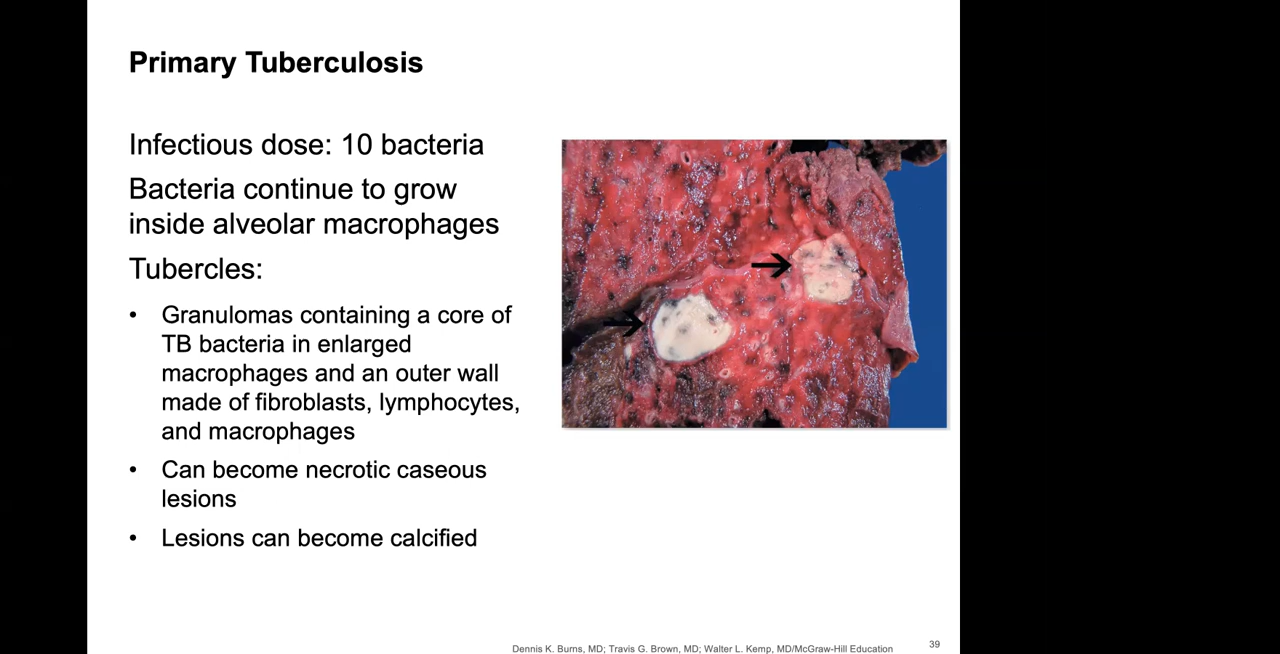 Primary Tuberculosis
Infectious dose: 10 bacteria
Bacteria continue to grow
inside alveolar macrophages
Tubercles:
• Granulomas containing a core of
TB bacteria in enlarged
macrophages and an outer wall
made of fibroblasts, lymphocytes,
and macrophages
• Can become necrotic caseous
lesions
• Lesions can become calcified
Dennis K. Burns, MD; Travis G. Brown, MD; Walter L. Kemp, MD/McGraw-Hill Education
39